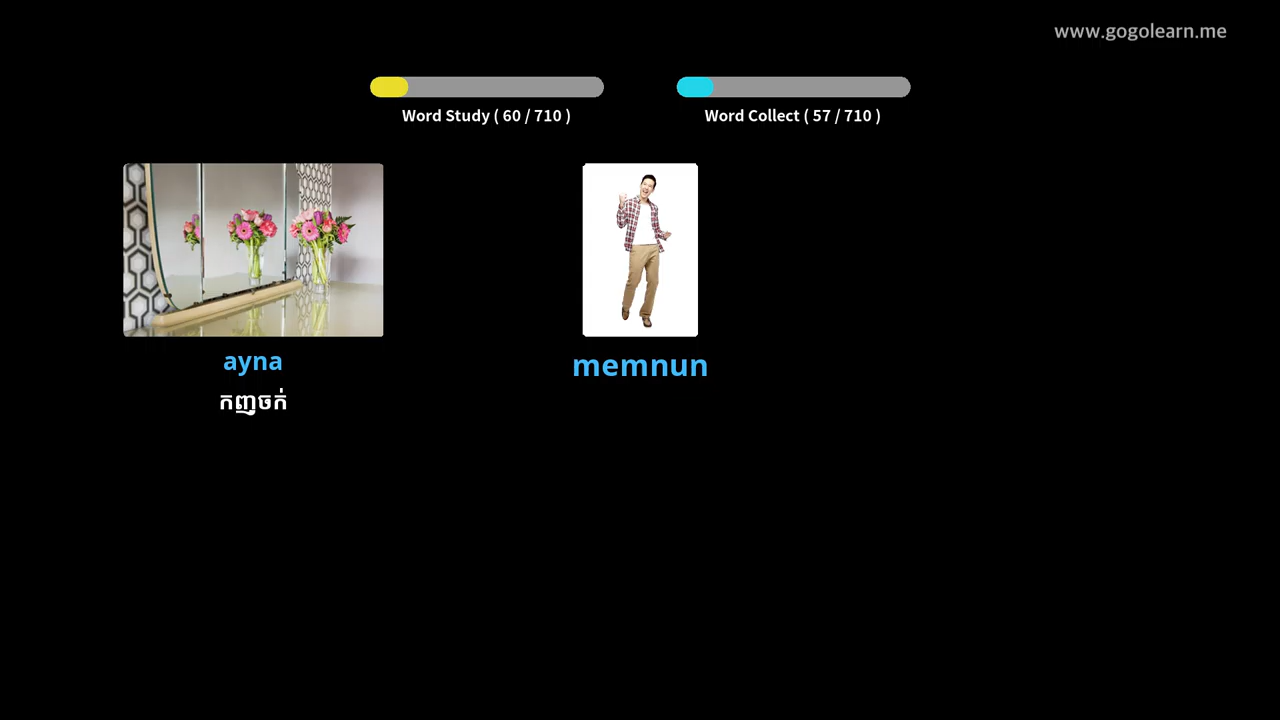 www.gogolearn.me
Word Study ( 60 / 710 )
Word Collect ( 57 / 710 )
ayna
កញ្ចក់
memnun